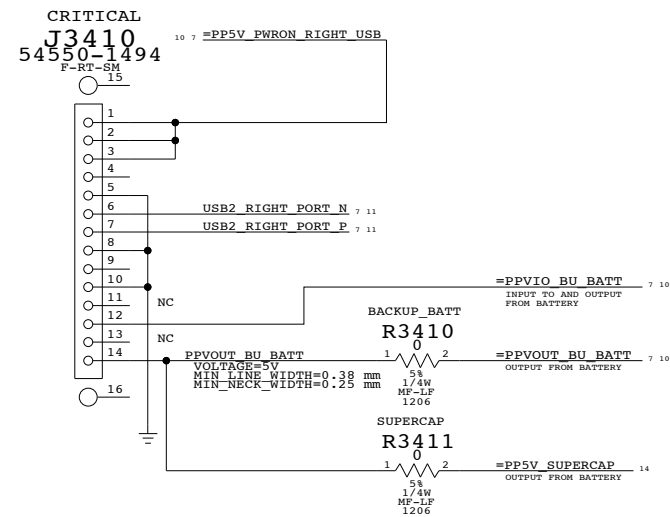 CRITICAL
J3410
54550-1494
F-RT-SM
10 7 =PP5V_PWRON_RIGHT_USB
15
1
2
3
4
5
6 USB2_RIGHT_PORT_N 7 11
7 USB2_RIGHT_PORT_P 7 11
8
9
10
11 NC
12
13 NC
14
16
=PPVIO_BU_BATT 7 10
INPUT TO AND OUTPUT
FROM BATTERY
PPVOUT_BU_BATT
VOLTAGE=5V
MIN_LINE_WIDTH=0.38 mm
MIN_NECK_WIDTH=0.25 mm
BACKUP_BATT
R3410
0
1 2
5%
1/4W
MF-LF
1206
=PPVOUT_BU_BATT 7 10
OUTPUT FROM BATTERY
SUPERCAP
R3411
0
1 2
5%
1/4W
MF-LF
1206
=PP5V_SUPERCAP 14
OUTPUT FROM BATTERY